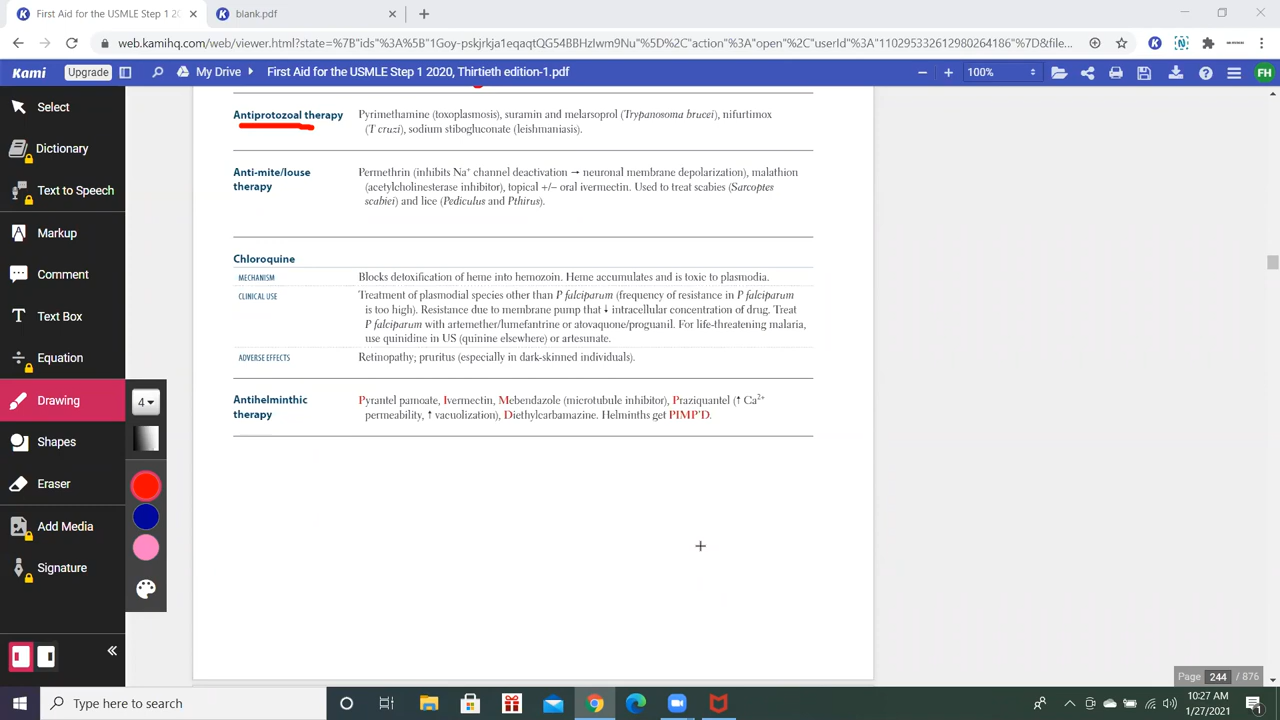 First Aid for the USMLE Step 1 20
blank.pdf
web.kamihq.com/web/viewer.html?state=%7B"ids"%3A%5B"1Goy-pskjrkja1eqaqtQG54BBHzIwm9Nu"%5D%2C"action"%3A"open"%2C"userId"%3A"110295332612980264186"%7D&file...
Kami
Upgrade
My Drive
First Aid for the USMLE Step 1 2020, Thirtieth edition-1.pdf
100%
FH
Select
Dictionary
Text to Speech
Markup
Comment
Text Box
Equation
Drawing
Shapes
Eraser
Add Media
Signature
4
Antiprotozoal therapy
Pyrimethamine (toxoplasmosis), suramin and melarsoprol (Trypanosoma brucei), nifurtimox
(T cruzi), sodium stibogluconate (leishmaniasis).
Anti-mite/louse
therapy
Permethrin (inhibits Na+ channel deactivation → neuronal membrane depolarization), malathion
(acetylcholinesterase inhibitor), topical +/– oral ivermectin. Used to treat scabies (Sarcoptes
scabiei) and lice (Pediculus and Pthirus).
Chloroquine
MECHANISM
Blocks detoxification of heme into hemozoin. Heme accumulates and is toxic to plasmodia.
CLINICAL USE
Treatment of plasmodial species other than P falciparum (frequency of resistance in P falciparum
is too high). Resistance due to membrane pump that ↓ intracellular concentration of drug. Treat
P falciparum with artemether/lumefantrine or atovaquone/proguanil. For life-threatening malaria,
use quinidine in US (quinine elsewhere) or artesunate.
ADVERSE EFFECTS
Retinopathy; pruritus (especially in dark-skinned individuals).
Antihelminthic
therapy
Pyrantel pamoate, Ivermectin, Mebendazole (microtubule inhibitor), Praziquantel (↑ Ca2+
permeability, ↑ vacuolization), Diethylcarbamazine. Helminths get PIMP'D.
Page 244 / 876
Type here to search
10:27 AM
1/27/2021